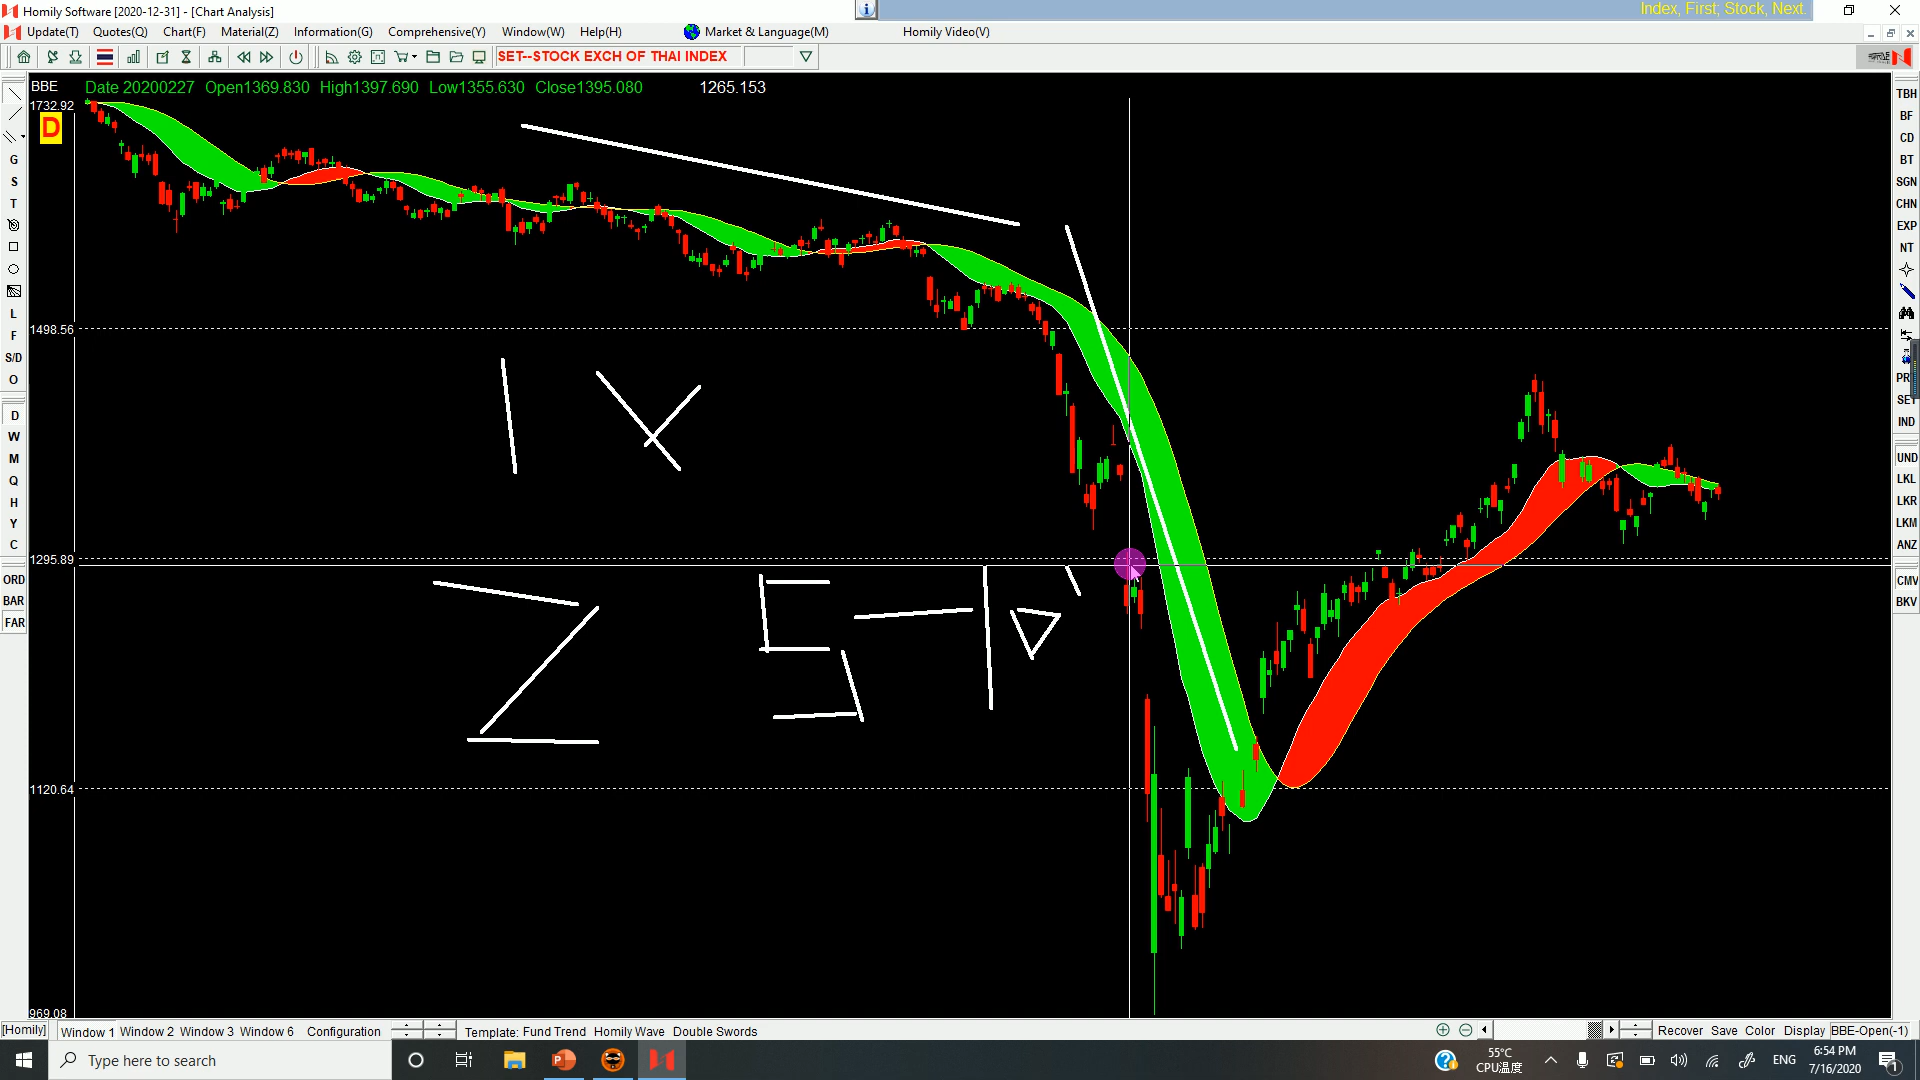 Homily Software [2020-12-31] - [Chart Analysis]
Index, First; Stock, Next.
Update(T) Quotes(Q) Chart(F) Material(Z) Information(G) Comprehensive(Y) Window(W) Help(H) Market & Language(M) Homily Video(V)
SET--STOCK EXCH OF THAI INDEX
BBE Date 20200227 Open1369.830 High1397.690 Low1355.630 Close1395.080 1265.153
1732.92
D
1498.56
1295.89
1120.64
969.08
G
S
T
L
F
S/D
O
D
W
M
Q
H
Y
C
ORD
BAR
FAR
TBH
BF
CD
BT
SGN
CHN
EXP
NT
PR
SET
IND
UND
LKL
LKR
LKM
ANZ
CMV
BKV
[Homily] Window 1 Window 2 Window 3 Window 6 Configuration Template: Fund Trend Homily Wave Double Swords Recover Save Color Display BBE-Open(-1)
Type here to search
55°C
CPU温度
ENG
6:54 PM
7/16/2020
1